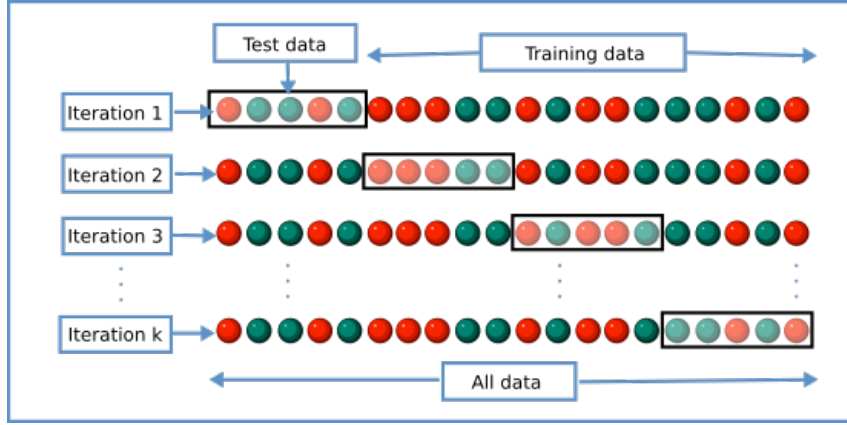 Test data
Training data
Iteration 1
Iteration 2
Iteration 3
Iteration k
All data